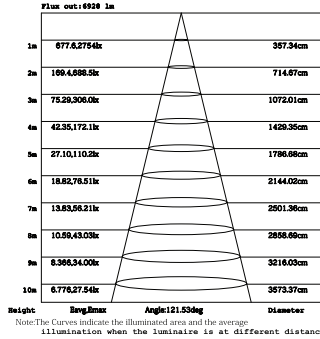 Flux out:6928 lm
1m 677.6,2754lx 357.34cm
2m 169.4,688.5lx 714.67cm
3m 75.29,306.0lx 1072.01cm
4m 42.35,172.1lx 1429.35cm
5m 27.10,110.2lx 1786.68cm
6m 18.82,76.51lx 2144.02cm
7m 13.83,56.21lx 2501.36cm
8m 10.59,43.03lx 2858.69cm
9m 8.366,34.00lx 3216.03cm
10m 6.776,27.54lx 3573.37cm
Height Eavg,Emax Angle:121.53deg Diameter
Note:The Curves indicate the illuminated area and the average
illumination when the luminaire is at different